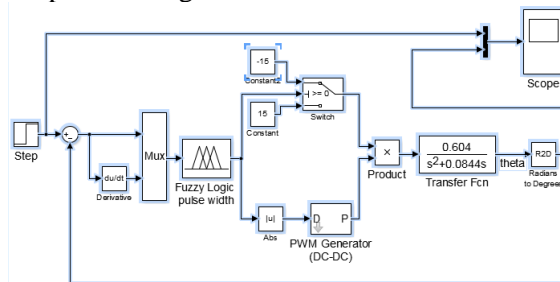 -15
Constant2
>= 0
Switch
15
Constant
Scope
Step
Mux
du/dt
Derivative
Fuzzy Logic
pulse width
×
Product
0.604
s²+0.0844s
Transfer Fcn
theta
R2D
Radians
to Degrees
|u|
Abs
D P
PWM Generator
(DC-DC)